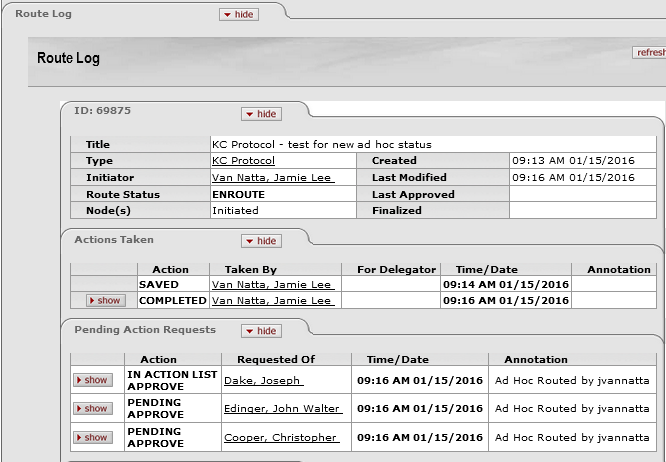 Route Log hide
Route Log refresh
ID: 69875 hide
Title KC Protocol - test for new ad hoc status
Type KC Protocol Created 09:13 AM 01/15/2016
Initiator Van Natta, Jamie Lee Last Modified 09:16 AM 01/15/2016
Route Status ENROUTE Last Approved
Node(s) Initiated Finalized
Actions Taken hide
Action Taken By For Delegator Time/Date Annotation
SAVED Van Natta, Jamie Lee 09:14 AM 01/15/2016
show COMPLETED Van Natta, Jamie Lee 09:16 AM 01/15/2016
Pending Action Requests hide
Action Requested Of Time/Date Annotation
show IN ACTION LIST APPROVE Dake, Joseph 09:16 AM 01/15/2016 Ad Hoc Routed by jvannatta
show PENDING APPROVE Edinger, John Walter 09:16 AM 01/15/2016 Ad Hoc Routed by jvannatta
show PENDING APPROVE Cooper, Christopher 09:16 AM 01/15/2016 Ad Hoc Routed by jvannatta